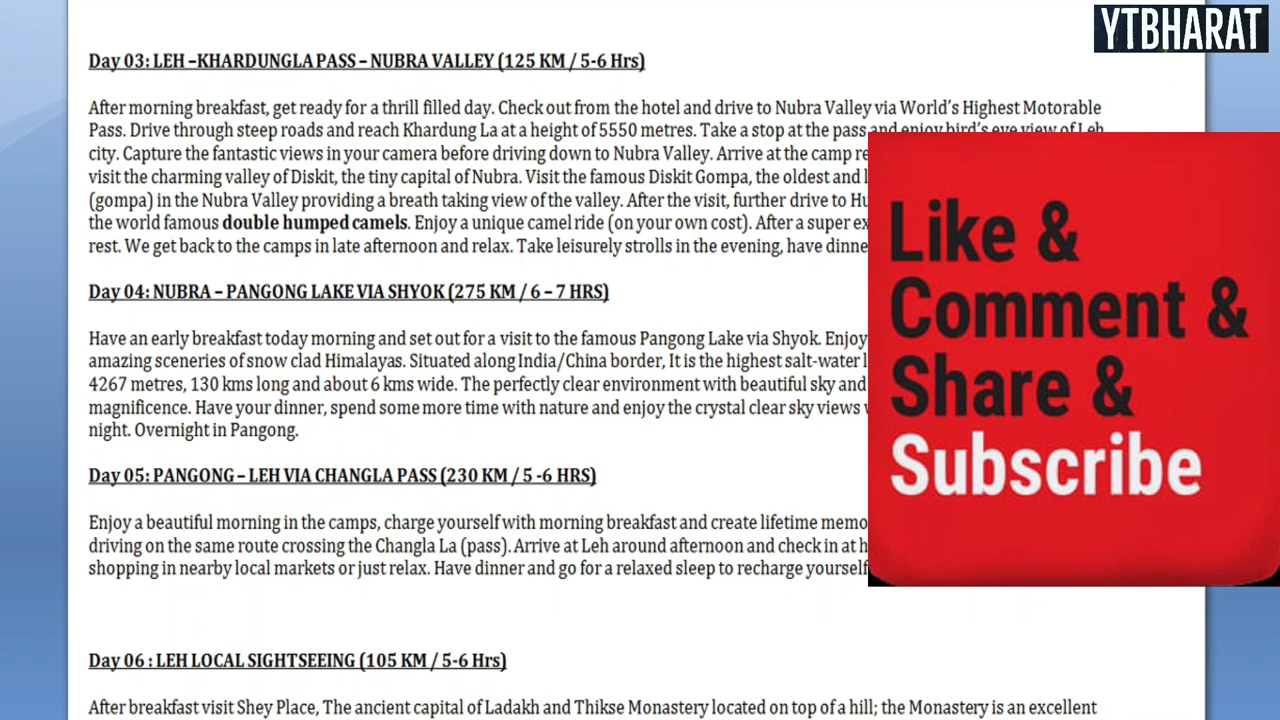 YTBHARAT
Day 03: LEH –KHARDUNGLA PASS – NUBRA VALLEY (125 KM / 5-6 Hrs)
After morning breakfast, get ready for a thrill filled day. Check out from the hotel and drive to Nubra Valley via World's Highest Motorable
Pass. Drive through steep roads and reach Khardung La at a height of 5550 metres. Take a stop at the pass and enjoy bird's eye view of Leh
city. Capture the fantastic views in your camera before driving down to Nubra Valley. Arrive at the camp
visit the charming valley of Diskit, the tiny capital of Nubra. Visit the famous Diskit Gompa, the oldest and
(gompa) in the Nubra Valley providing a breath taking view of the valley. After the visit, further drive to
the world famous double humped camels. Enjoy a unique camel ride (on your own cost). After a super
rest. We get back to the camps in late afternoon and relax. Take leisurely strolls in the evening, have
Day 04: NUBRA – PANGONG LAKE VIA SHYOK (275 KM / 6 – 7 HRS)
Have an early breakfast today morning and set out for a visit to the famous Pangong Lake via Shyok. Enjoy
amazing sceneries of snow clad Himalayas. Situated along India/China border, It is the highest salt-water
4267 metres, 130 kms long and about 6 kms wide. The perfectly clear environment with beautiful sky and
magnificence. Have your dinner, spend some more time with nature and enjoy the crystal clear sky views
night. Overnight in Pangong.
Day 05: PANGONG – LEH VIA CHANGLA PASS (230 KM / 5 -6 HRS)
Enjoy a beautiful morning in the camps, charge yourself with morning breakfast and create lifetime
driving on the same route crossing the Changla La (pass). Arrive at Leh around afternoon and check in at
shopping in nearby local markets or just relax. Have dinner and go for a relaxed sleep to recharge yourself
Day 06 : LEH LOCAL SIGHTSEEING (105 KM / 5-6 Hrs)
After breakfast visit Shey Place, The ancient capital of Ladakh and Thikse Monastery located on top of a hill; the Monastery is an excellent
Like &
Comment &
Share &
Subscribe